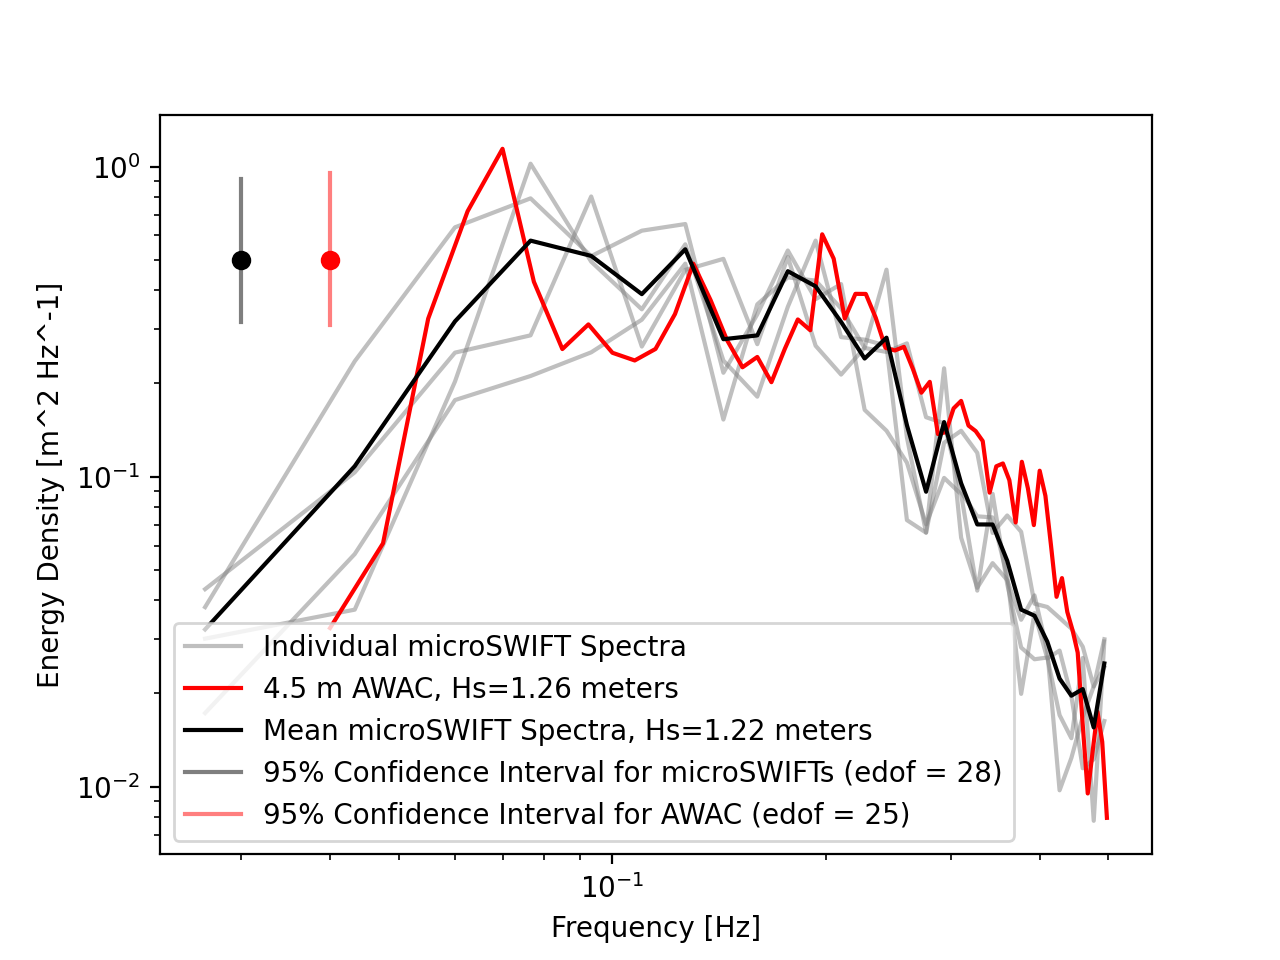 10^0
10^-1
10^-2
Energy Density [m^2 Hz^-1]
Individual microSWIFT Spectra
4.5 m AWAC, Hs=1.26 meters
Mean microSWIFT Spectra, Hs=1.22 meters
95% Confidence Interval for microSWIFTs (edof = 28)
95% Confidence Interval for AWAC (edof = 25)
10^-1
Frequency [Hz]